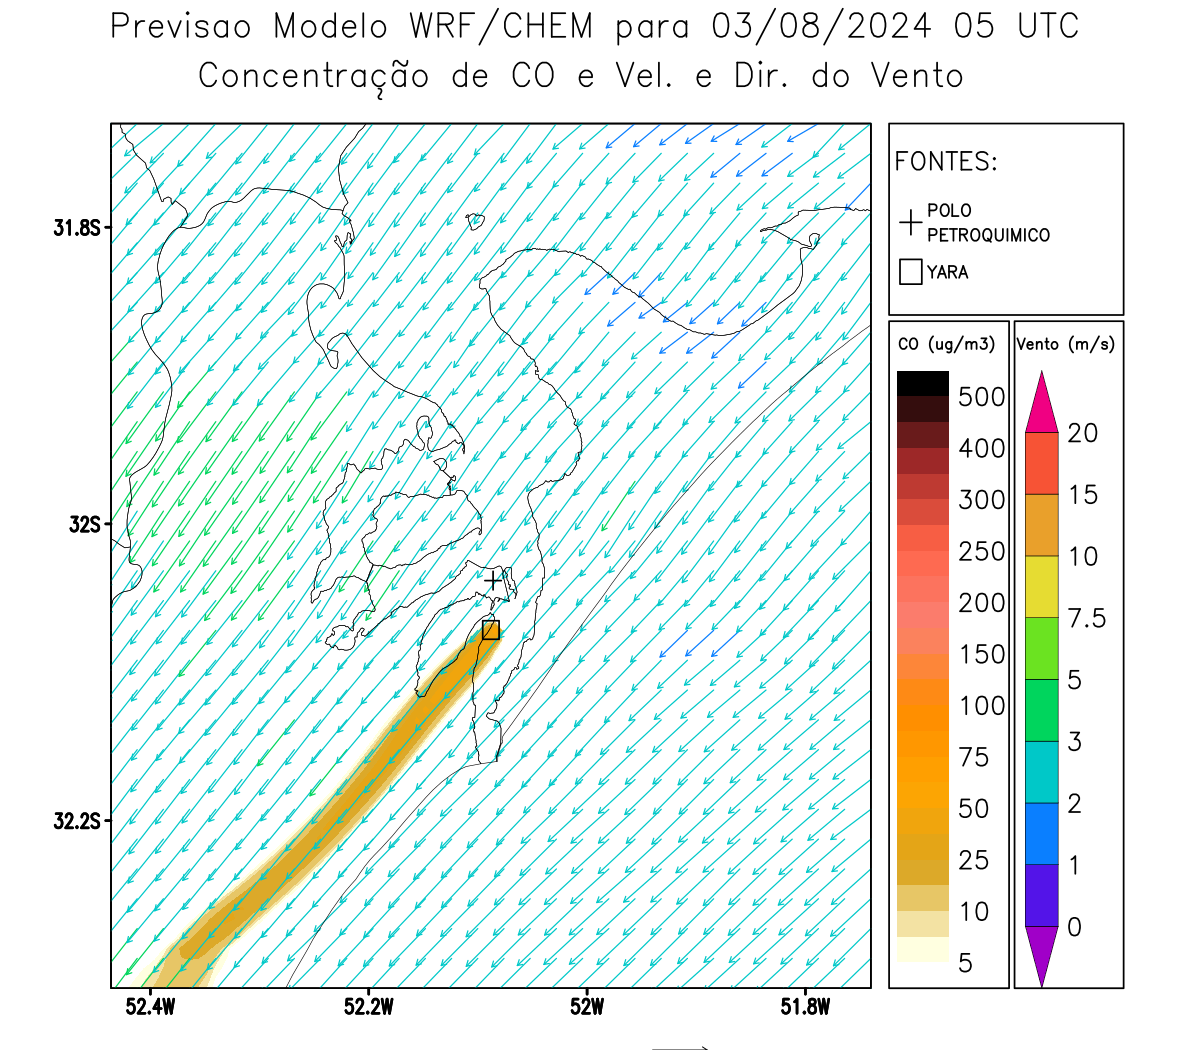 Previsao Modelo WRF/CHEM para 03/08/2024 05 UTC
Concentração de CO e Vel. e Dir. do Vento
FONTES:
POLO
PETROQUIMICO
YARA
CO (ug/m3)
500
400
300
250
200
150
100
75
50
25
10
5
Vento (m/s)
20
15
10
7.5
5
3
2
1
0
31.8S
32S
32.2S
52.4W
52.2W
52W
51.8W